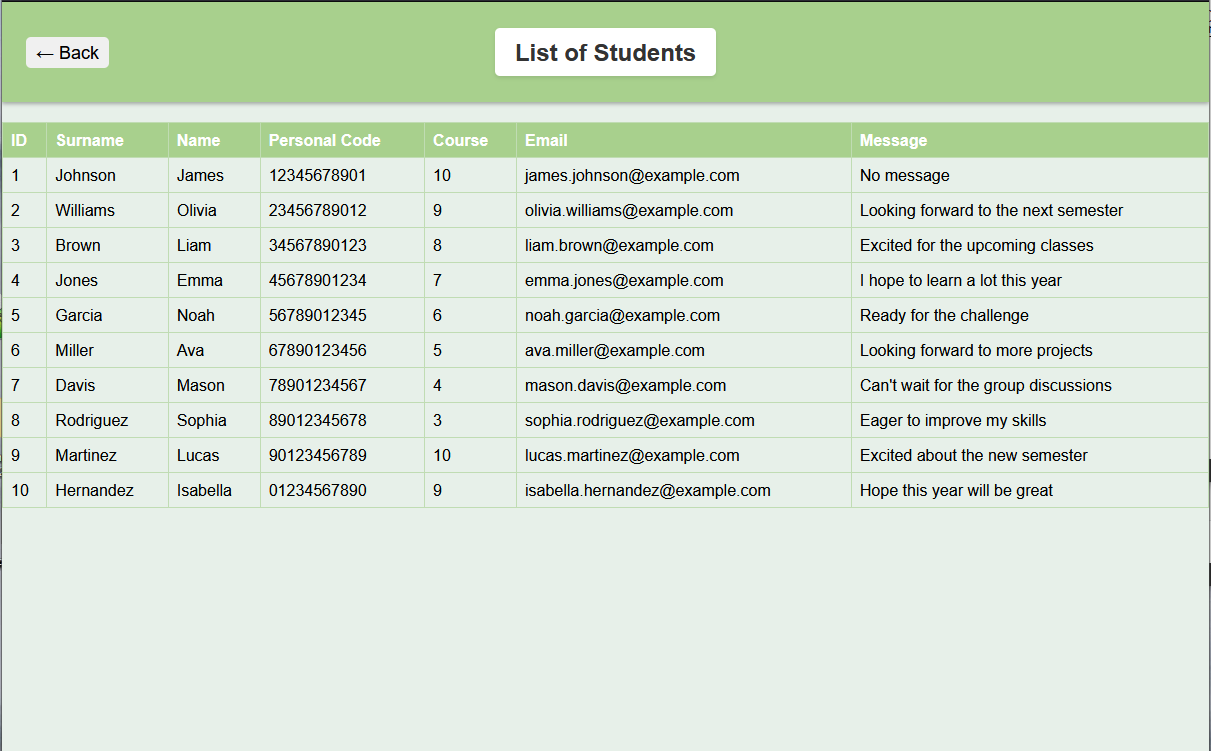 ← Back
List of Students
ID Surname Name Personal Code Course Email Message
1 Johnson James 12345678901 10 james.johnson@example.com No message
2 Williams Olivia 23456789012 9 olivia.williams@example.com Looking forward to the next semester
3 Brown Liam 34567890123 8 liam.brown@example.com Excited for the upcoming classes
4 Jones Emma 45678901234 7 emma.jones@example.com I hope to learn a lot this year
5 Garcia Noah 56789012345 6 noah.garcia@example.com Ready for the challenge
6 Miller Ava 67890123456 5 ava.miller@example.com Looking forward to more projects
7 Davis Mason 78901234567 4 mason.davis@example.com Can't wait for the group discussions
8 Rodriguez Sophia 89012345678 3 sophia.rodriguez@example.com Eager to improve my skills
9 Martinez Lucas 90123456789 10 lucas.martinez@example.com Excited about the new semester
10 Hernandez Isabella 01234567890 9 isabella.hernandez@example.com Hope this year will be great